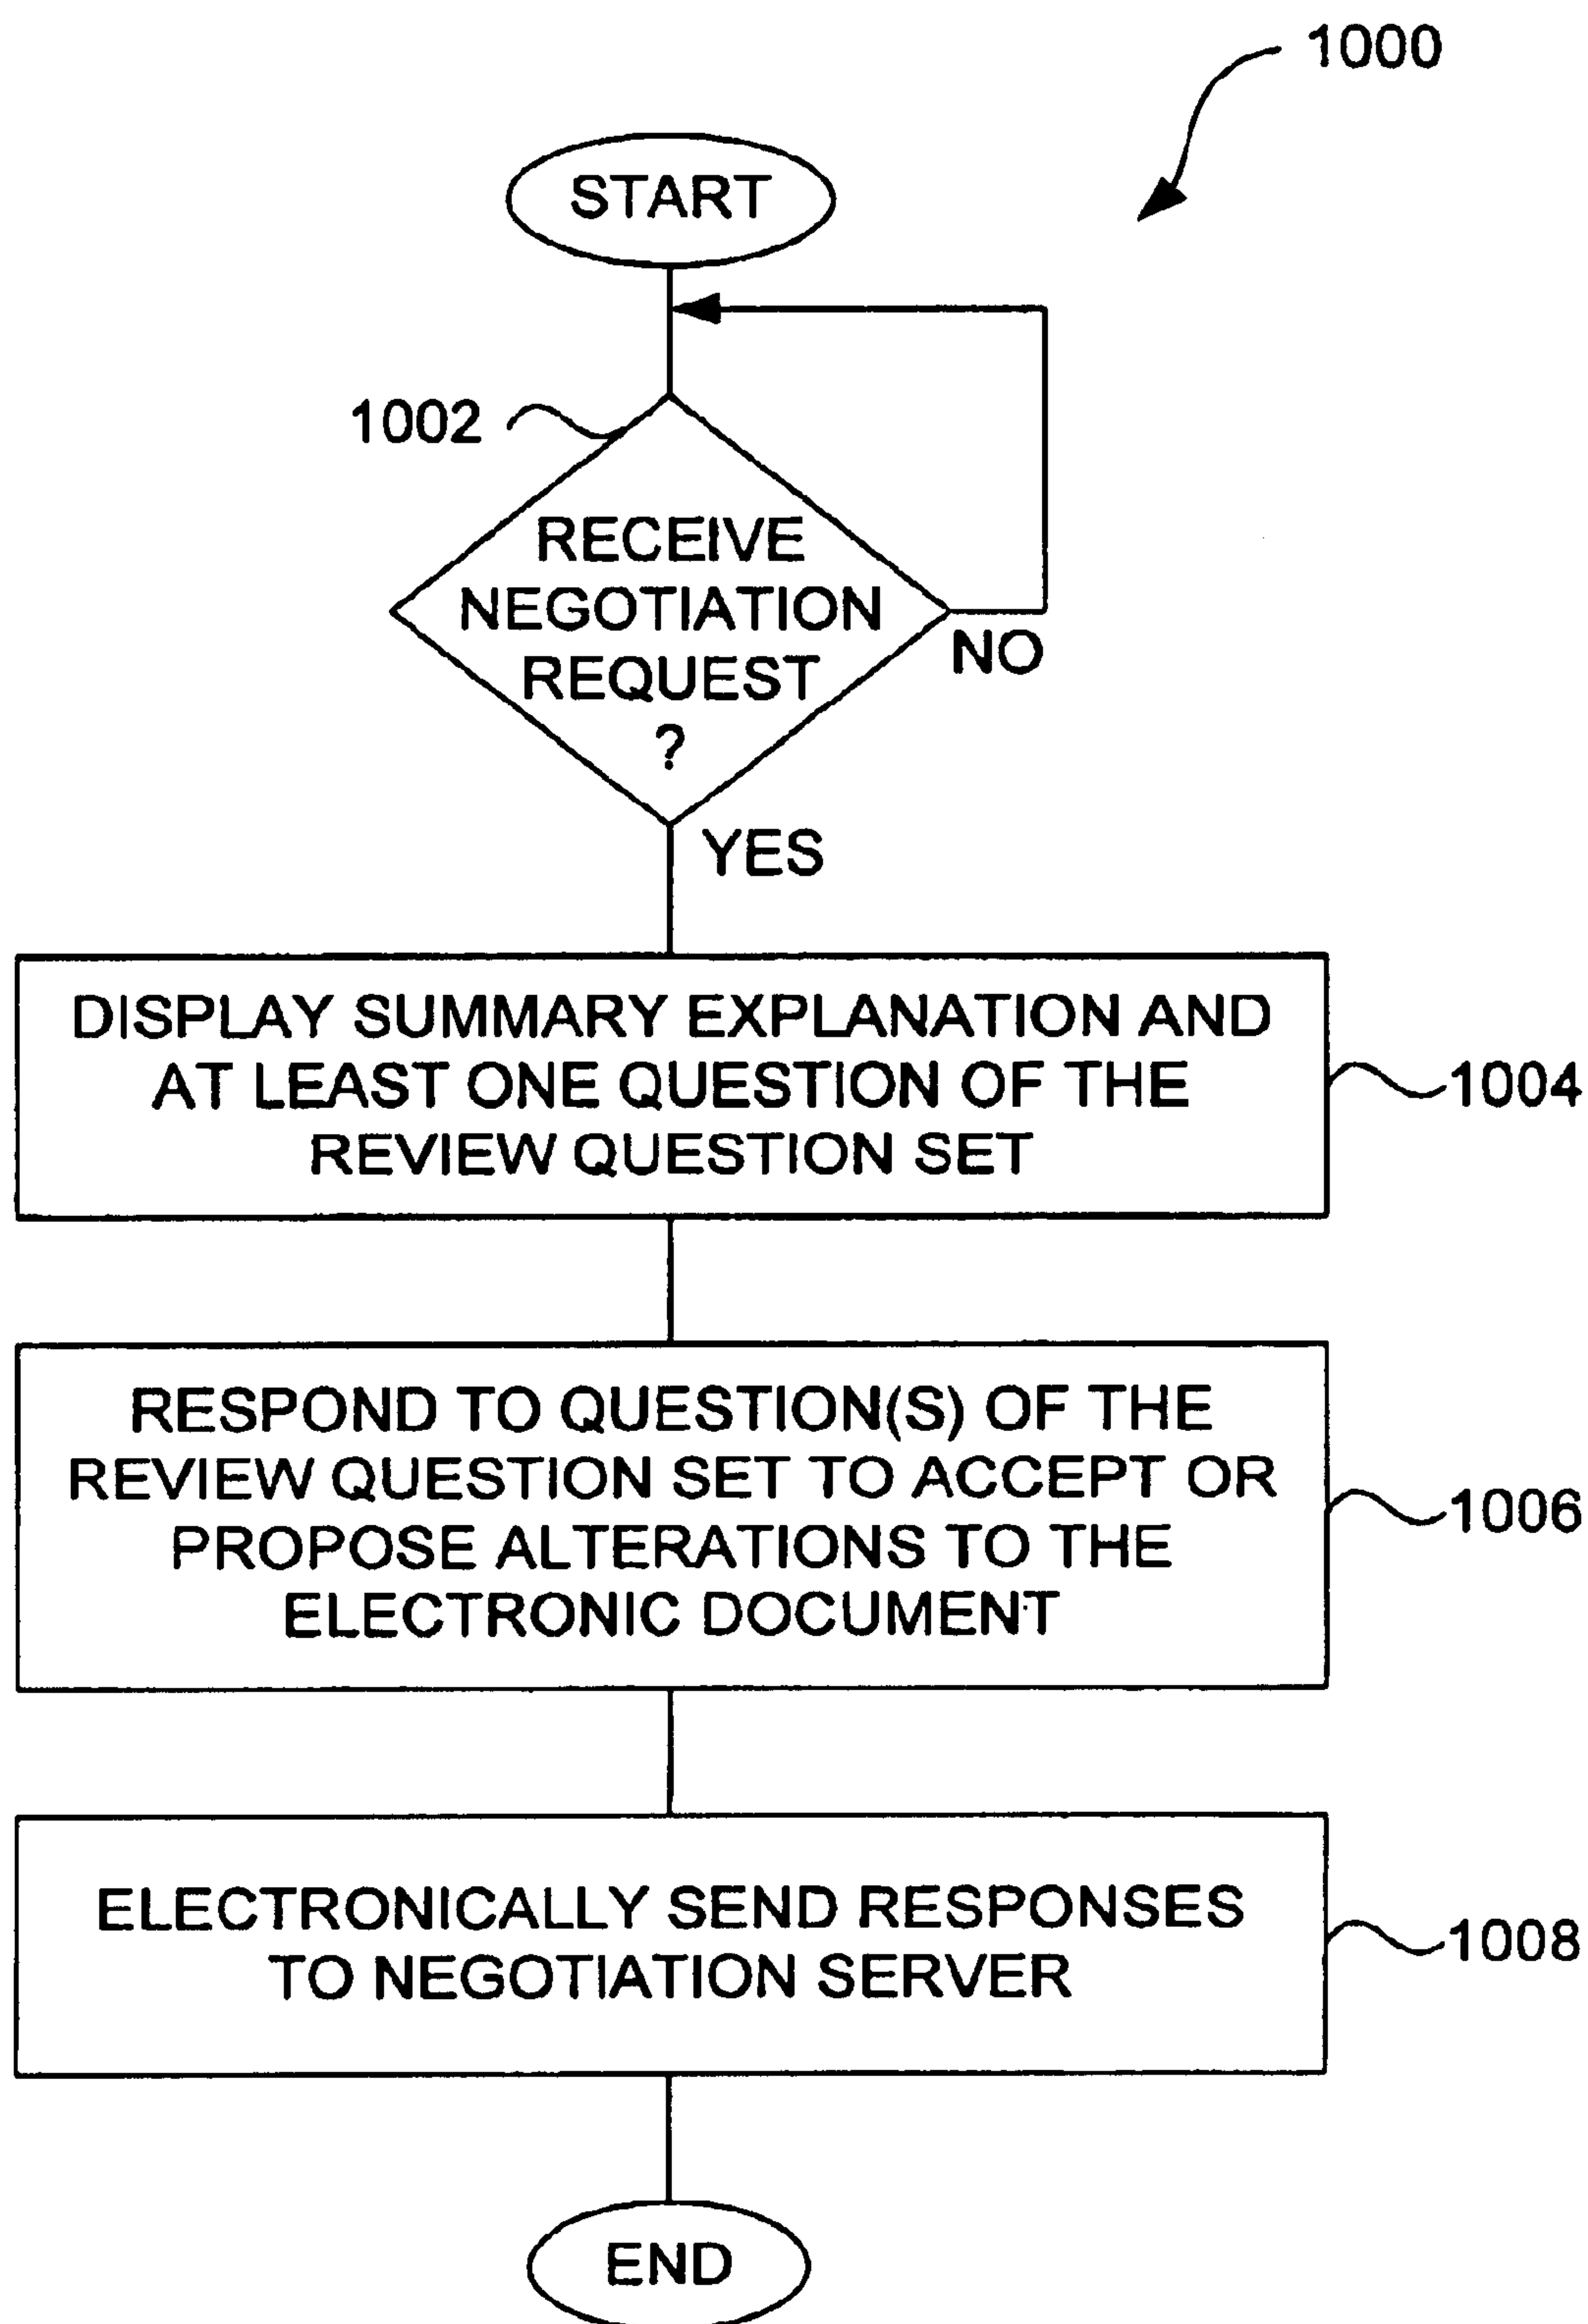 1000
START
1002
RECEIVE
NEGOTIATION
REQUEST
?
NO
YES
DISPLAY SUMMARY EXPLANATION AND
AT LEAST ONE QUESTION OF THE
REVIEW QUESTION SET
1004
RESPOND TO QUESTION(S) OF THE
REVIEW QUESTION SET TO ACCEPT OR
PROPOSE ALTERATIONS TO THE
ELECTRONIC DOCUMENT
1006
ELECTRONICALLY SEND RESPONSES
TO NEGOTIATION SERVER
1008
END